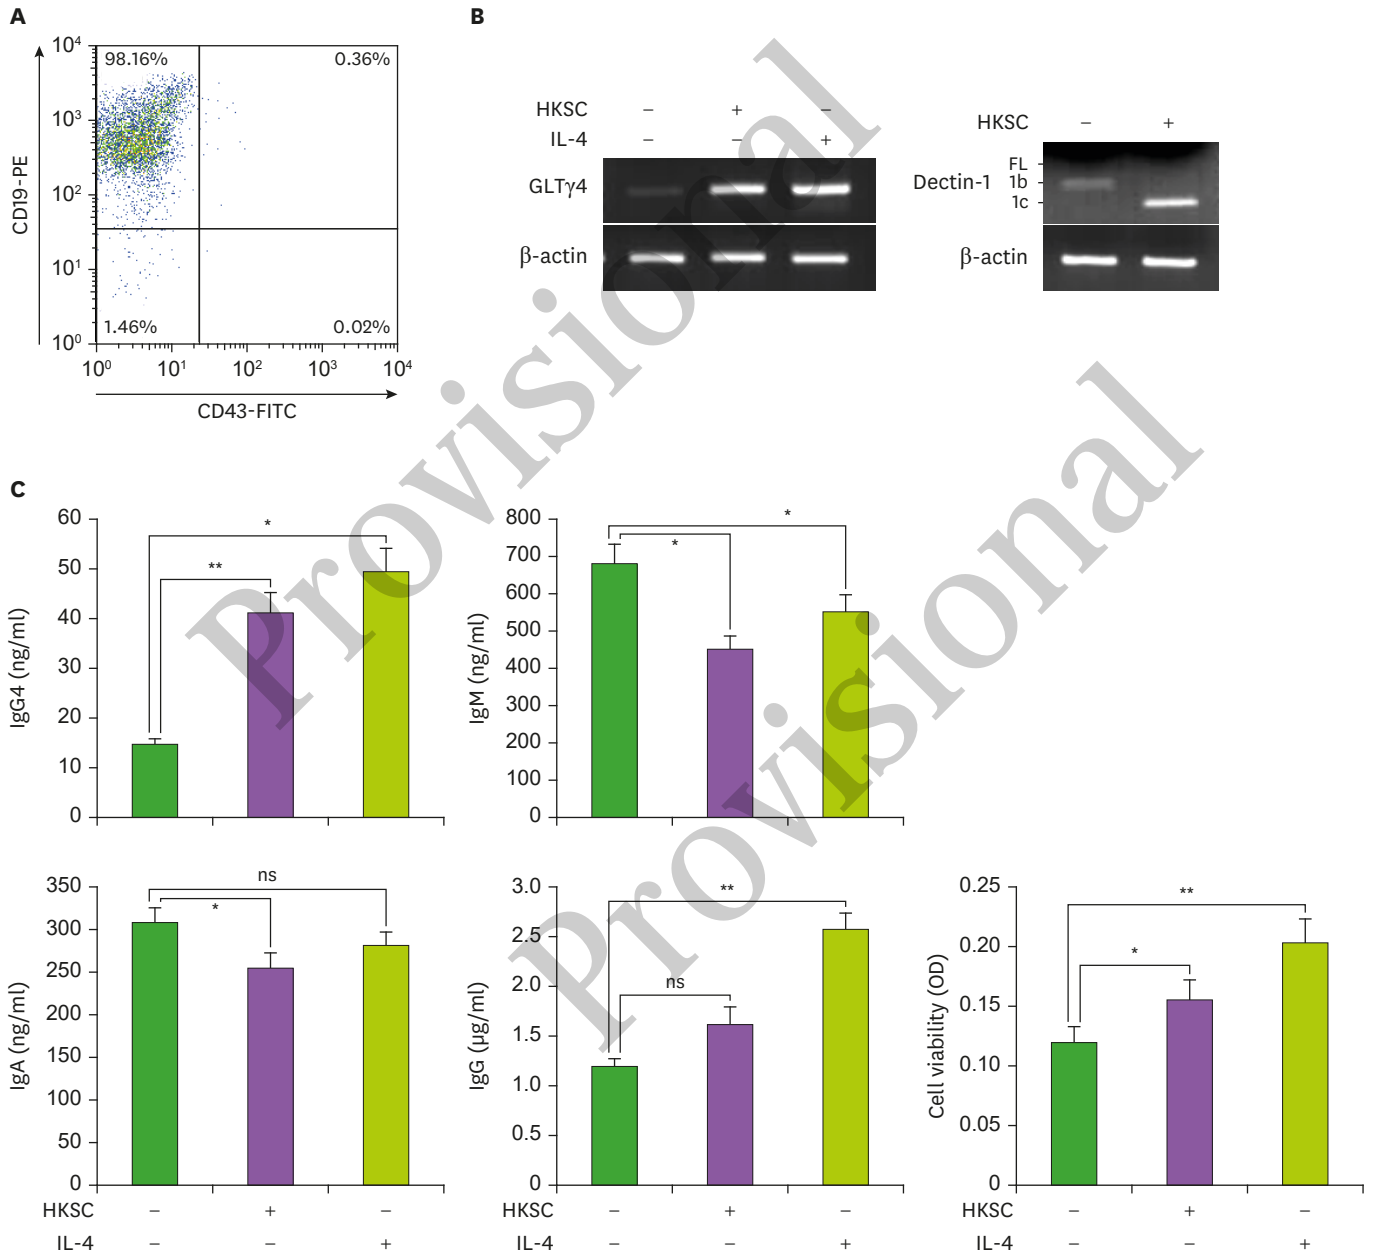 A
10⁴
10³
10²
10¹
10⁰
98.16%
0.36%
1.46%
0.02%
CD19-PE
10⁰ 10¹ 10² 10³ 10⁴
CD43-FITC
B
HKSC − + −
IL-4 − − +
GLTγ4
β-actin
HKSC − +
Dectin-1
FL
1b
1c
β-actin
C
60
50
40
30
20
10
0
IgG4 (ng/ml)
*
**
800
700
600
500
400
300
200
100
0
IgM (ng/ml)
*
*
350
300
250
200
150
100
50
0
IgA (ng/ml)
ns
*
HKSC − + −
IL-4 − − +
3.0
2.5
2.0
1.5
1.0
0.5
0
IgG (μg/ml)
**
ns
HKSC − + −
IL-4 − − +
0.25
0.20
0.15
0.10
0.05
0
Cell viability (OD)
**
*
HKSC − + −
IL-4 − − +
Provisional
Provisional